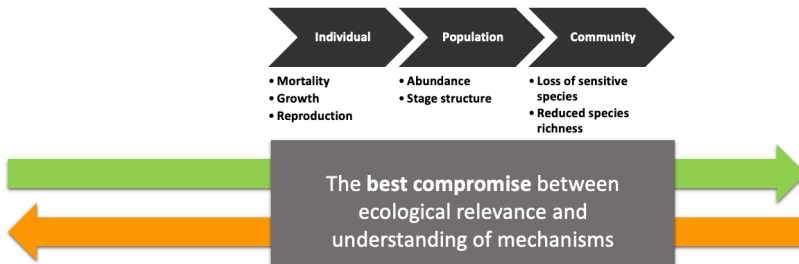 Individual
Population
Community
• Mortality
• Growth
• Reproduction
• Abundance
• Stage structure
• Loss of sensitive
species
• Reduced species
richness
The best compromise between
ecological relevance and
understanding of mechanisms